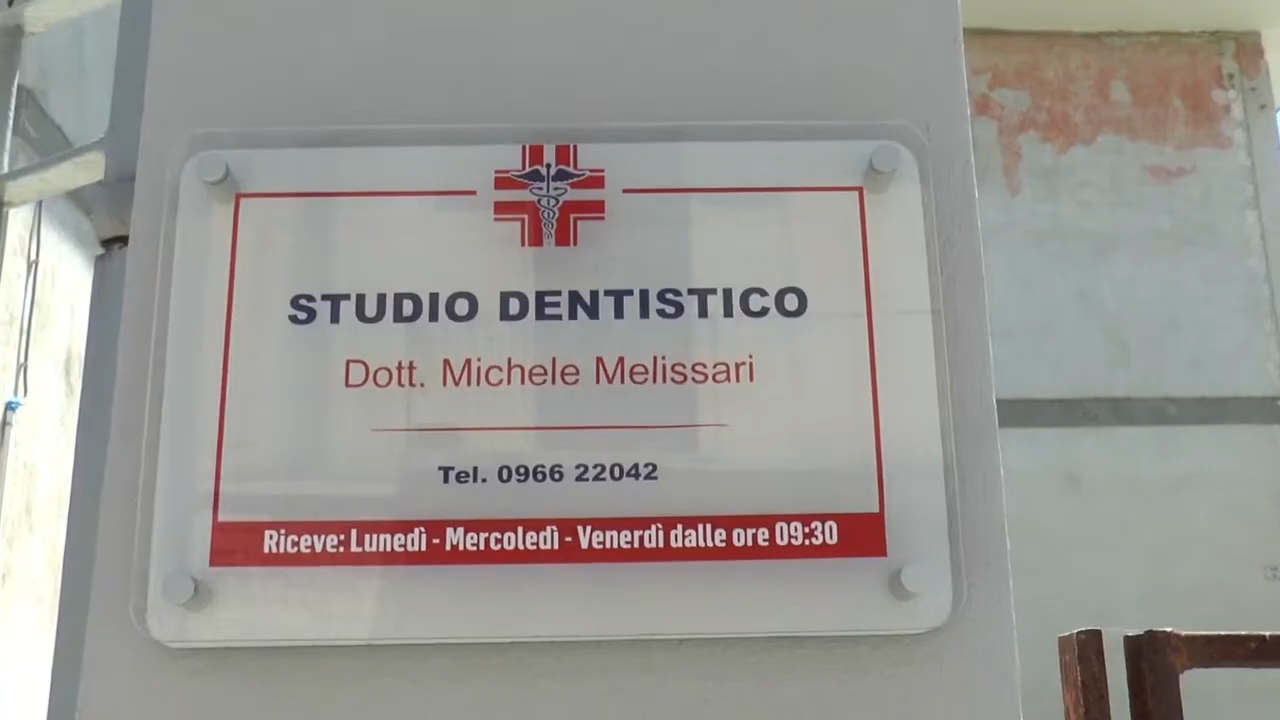 STUDIO DENTISTICO
Dott. Michele Melissari
Tel. 0966 22042
Riceve: Lunedì - Mercoledì - Venerdì dalle ore 09:30